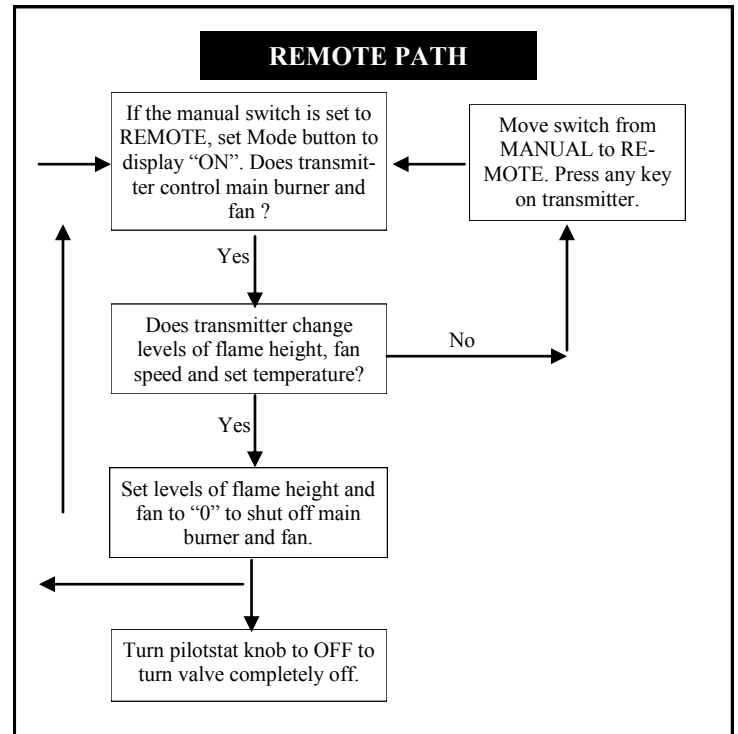 REMOTE PATH
If the manual switch is set to
REMOTE, set Mode button to
display “ON”. Does transmit-
ter control main burner and
fan ?
Move switch from
MANUAL to RE-
MOTE. Press any key
on transmitter.
Yes
Does transmitter change
levels of flame height, fan
speed and set temperature?
No
Yes
Set levels of flame height and
fan to “0” to shut off main
burner and fan.
Turn pilotstat knob to OFF to
turn valve completely off.